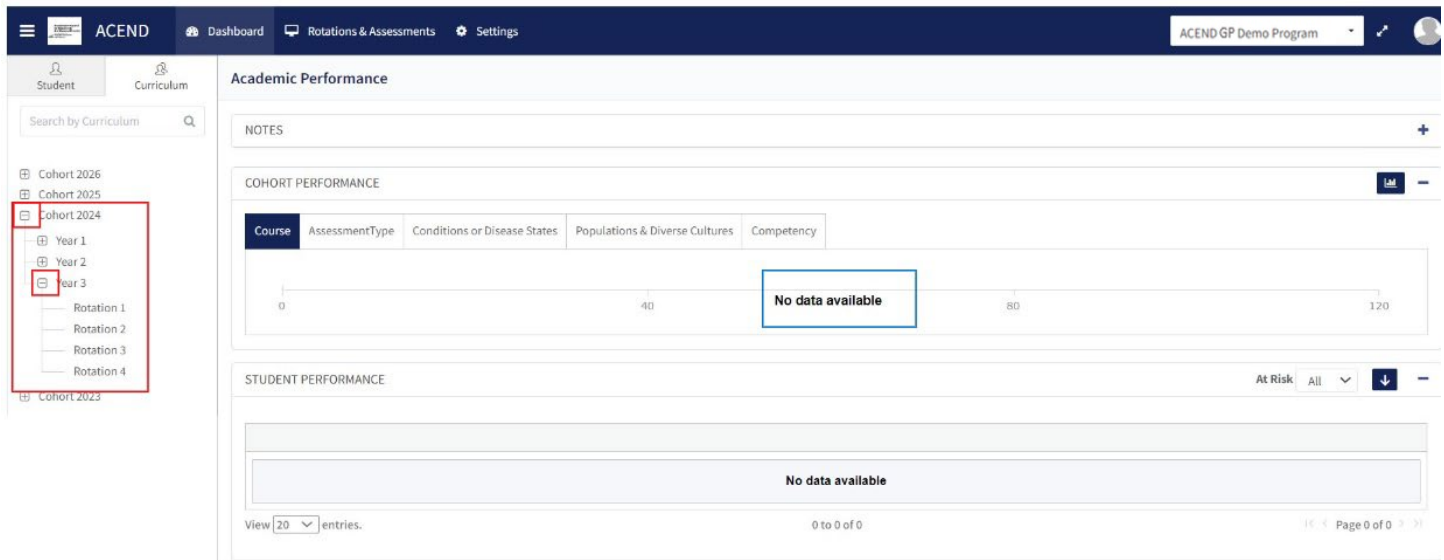 ACEND Dashboard Rotations & Assessments Settings ACEND GP Demo Program
Student Curriculum
Search by Curriculum
Cohort 2026
Cohort 2025
Cohort 2024
Year 1
Year 2
Year 3
Rotation 1
Rotation 2
Rotation 3
Rotation 4
Cohort 2023
Academic Performance
NOTES
COHORT PERFORMANCE
Course AssessmentType Conditions or Disease States Populations & Diverse Cultures Competency
No data available
0 40 80 120
STUDENT PERFORMANCE At Risk All
No data available
View 20 entries. 0 to 0 of 0 Page 0 of 0